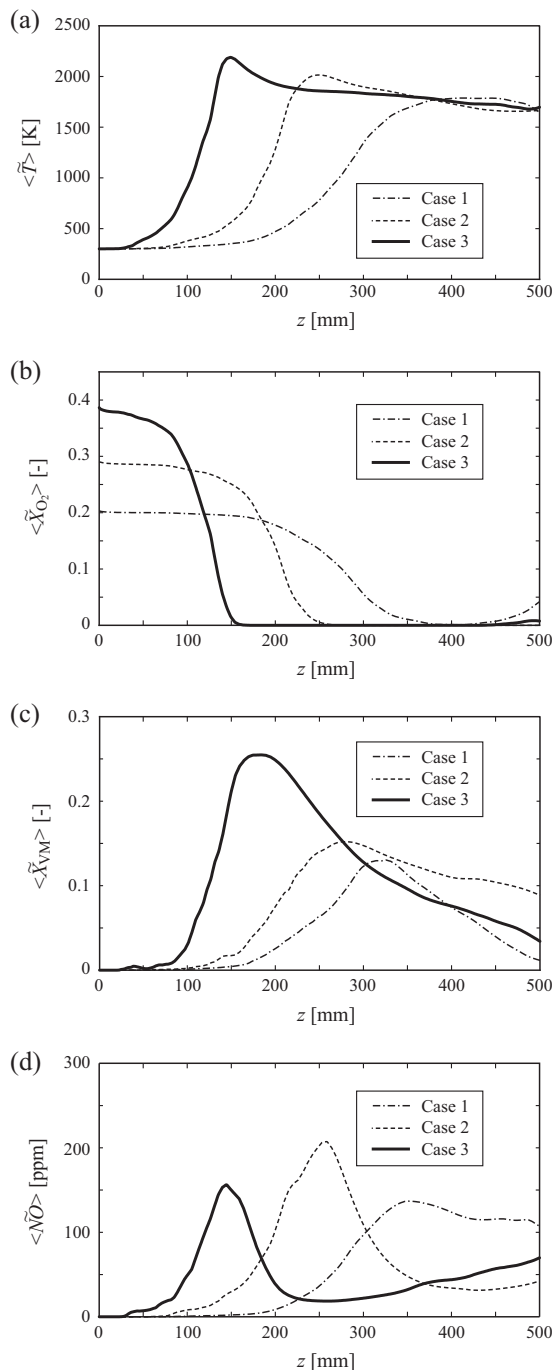 (a)
2500
2000
1500
1000
500
0
<T̃> [K]
Case 1
Case 2
Case 3
0 100 200 300 400 500
z [mm]
(b)
0.4
0.3
0.2
0.1
0
<X̃O₂> [-]
Case 1
Case 2
Case 3
0 100 200 300 400 500
z [mm]
(c)
0.3
0.2
0.1
0
<X̃VM> [-]
Case 1
Case 2
Case 3
0 100 200 300 400 500
z [mm]
(d)
300
200
100
0
<ÑO> [ppm]
Case 1
Case 2
Case 3
0 100 200 300 400 500
z [mm]